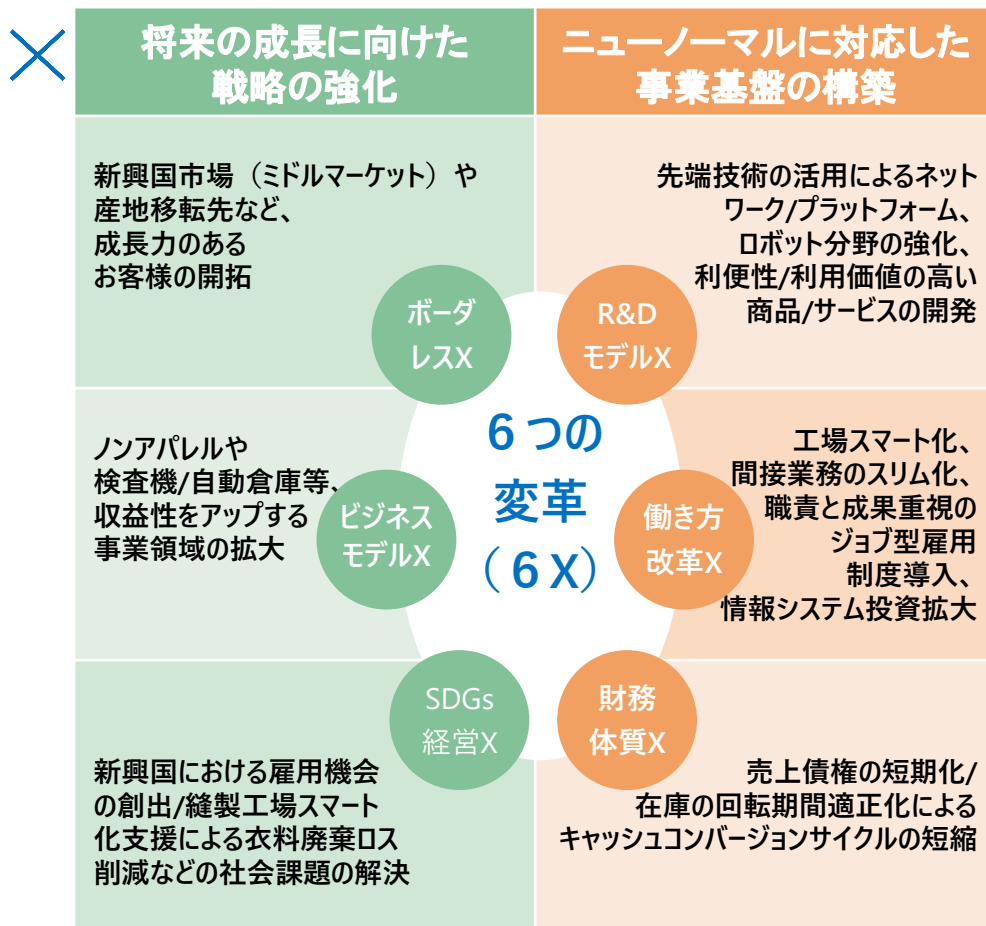 ×
将来の成長に向けた
戦略の強化
ニューノーマルに対応した
事業基盤の構築
新興国市場（ミドルマーケット）や
産地移転先など、
成長力のある
お客様の開拓
先端技術の活用によるネット
ワーク/プラットフォーム、
ロボット分野の強化、
利便性/利用価値の高い
商品/サービスの開発
ボーダ
レスX
R&D
モデルX
6つの
変革
（6X）
ノンアパレルや
検査機/自動倉庫等、
収益性をアップする
事業領域の拡大
ビジネス
モデルX
働き方
改革X
工場スマート化、
間接業務のスリム化、
職責と成果重視の
ジョブ型雇用
制度導入、
情報システム投資拡大
SDGs
経営X
財務
体質X
新興国における雇用機会
の創出/縫製工場スマート
化支援による衣料廃棄ロス
削減などの社会課題の解決
売上債権の短期化/
在庫の回転期間適正化による
キャッシュコンバージョンサイクルの短縮